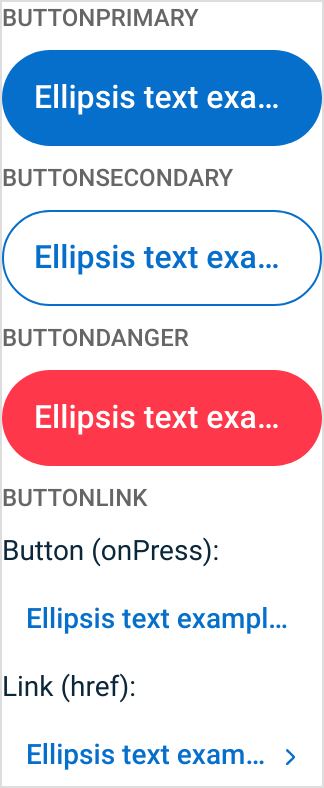 BUTTONPRIMARY
Ellipsis text exa...
BUTTONSECONDARY
Ellipsis text exa...
BUTTONDANGER
Ellipsis text exa...
BUTTONLINK
Button (onPress):
Ellipsis text exampl...
Link (href):
Ellipsis text exam...